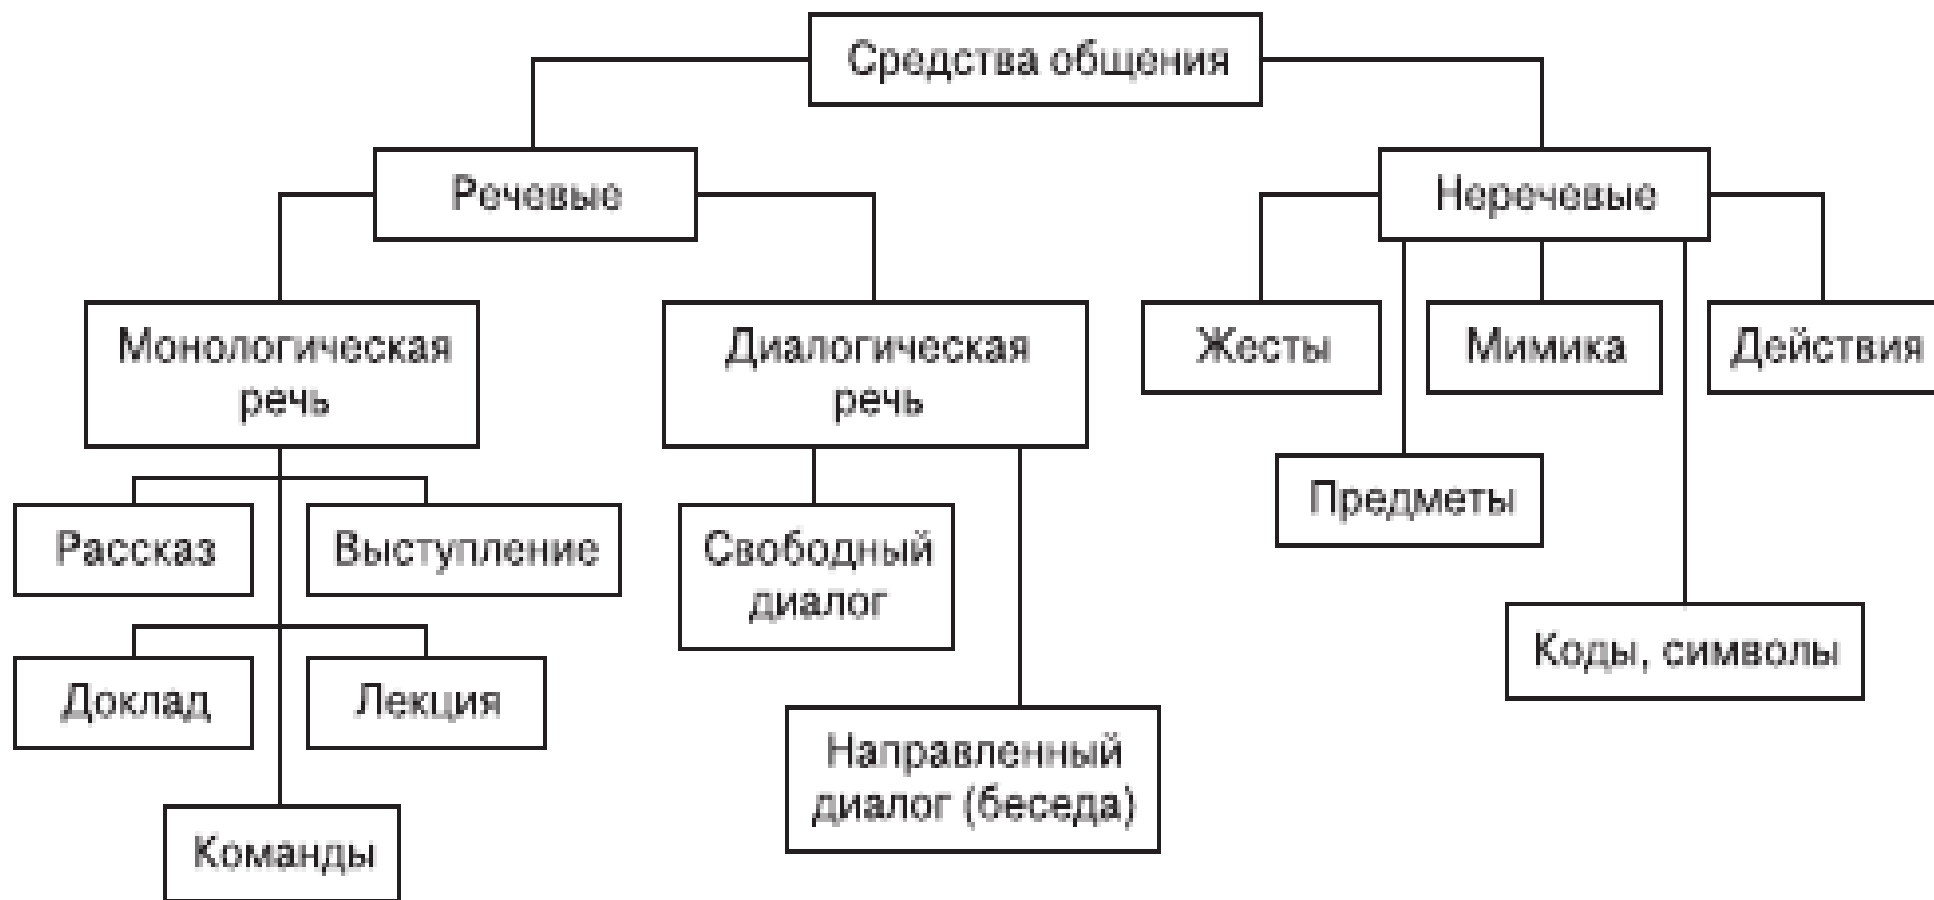 Средства общения
Речевые
Неречевые
Монологическая
речь
Диалогическая
речь
Жесты
Мимика
Действия
Предметы
Рассказ
Выступление
Свободный
диалог
Коды, символы
Доклад
Лекция
Направленный
диалог (беседа)
Команды